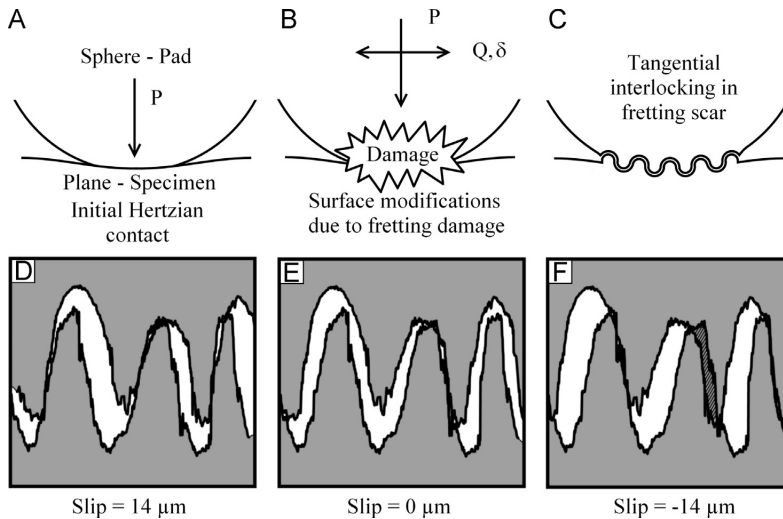 A
Sphere - Pad
P
Plane - Specimen
Initial Hertzian
contact
B
P
Q, δ
Damage
Surface modifications
due to fretting damage
C
Tangential
interlocking in
fretting scar
D
Slip = 14 µm
E
Slip = 0 µm
F
Slip = -14 µm